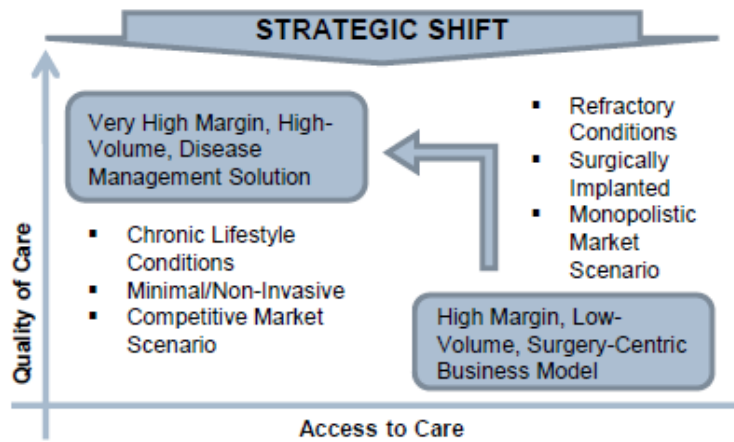 STRATEGIC SHIFT
Quality of Care
Very High Margin, High-
Volume, Disease
Management Solution
▪ Chronic Lifestyle
Conditions
▪ Minimal/Non-Invasive
▪ Competitive Market
Scenario
▪ Refractory
Conditions
▪ Surgically
Implanted
▪ Monopolistic
Market
Scenario
High Margin, Low-
Volume, Surgery-Centric
Business Model
Access to Care